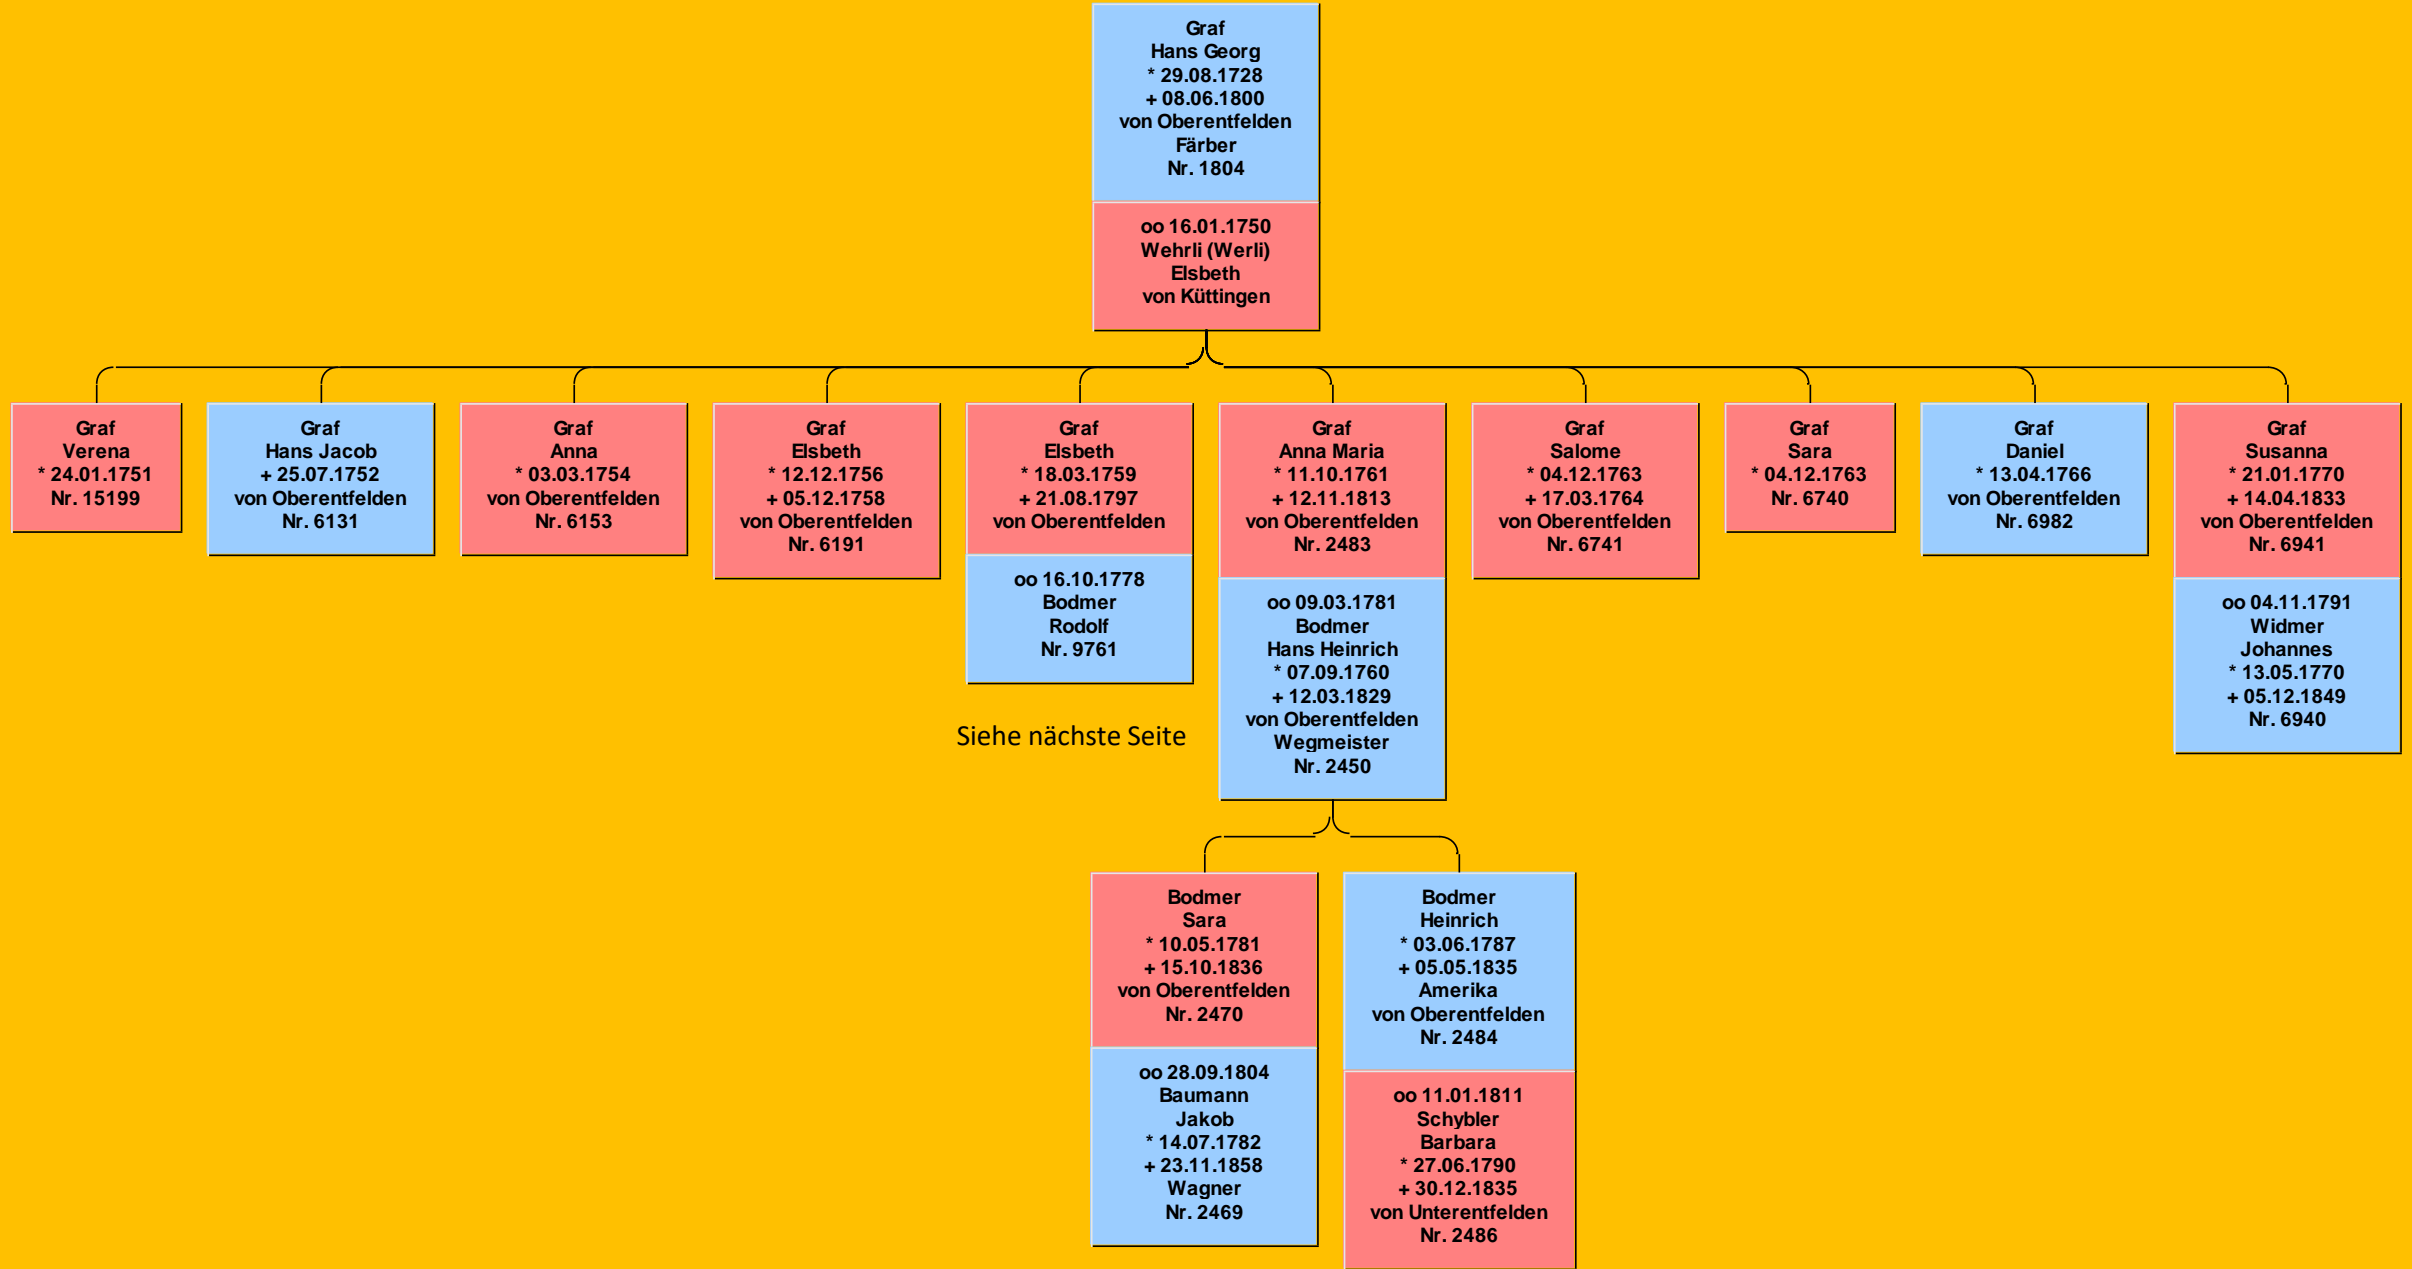 Graf
Hans Georg
* 29.08.1728
+ 08.06.1800
von Oberentfelden
Färber
Nr. 1804
oo 16.01.1750
Wehrli (Werli)
Elsbeth
von Küttingen
Graf
Verena
* 24.01.1751
Nr. 15199
Graf
Hans Jacob
+ 25.07.1752
von Oberentfelden
Nr. 6131
Graf
Anna
* 03.03.1754
von Oberentfelden
Nr. 6153
Graf
Elsbeth
* 12.12.1756
+ 05.12.1758
von Oberentfelden
Nr. 6191
Graf
Elsbeth
* 18.03.1759
+ 21.08.1797
von Oberentfelden
oo 16.10.1778
Bodmer
Rodolf
Nr. 9761
Graf
Anna Maria
* 11.10.1761
+ 12.11.1813
von Oberentfelden
Nr. 2483
oo 09.03.1781
Bodmer
Hans Heinrich
* 07.09.1760
+ 12.03.1829
von Oberentfelden
Wegmeister
Nr. 2450
Graf
Salome
* 04.12.1763
+ 17.03.1764
von Oberentfelden
Nr. 6741
Graf
Sara
* 04.12.1763
Nr. 6740
Graf
Daniel
* 13.04.1766
von Oberentfelden
Nr. 6982
Graf
Susanna
* 21.01.1770
+ 14.04.1833
von Oberentfelden
Nr. 6941
oo 04.11.1791
Widmer
Johannes
* 13.05.1770
+ 05.12.1849
Nr. 6940
Siehe nächste Seite
Bodmer
Sara
* 10.05.1781
+ 15.10.1836
von Oberentfelden
Nr. 2470
oo 28.09.1804
Baumann
Jakob
* 14.07.1782
+ 23.11.1858
Wagner
Nr. 2469
Bodmer
Heinrich
* 03.06.1787
+ 05.05.1835
Amerika
von Oberentfelden
Nr. 2484
oo 11.01.1811
Schybler
Barbara
* 27.06.1790
+ 30.12.1835
von Unterentfelden
Nr. 2486